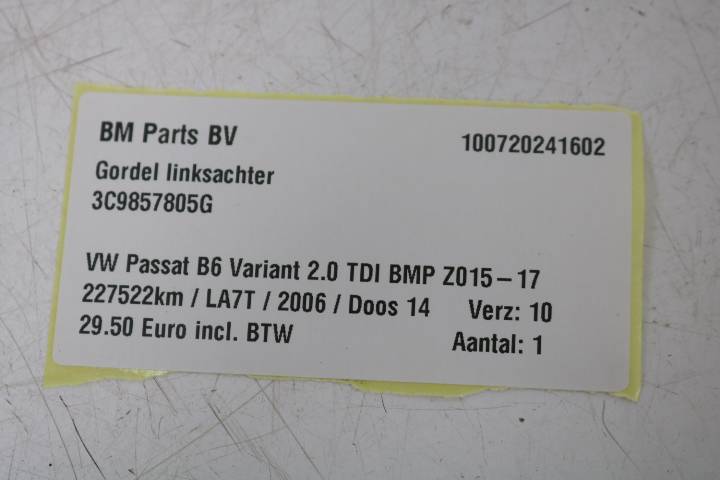 BM Parts BV 100720241602
Gordel linksachter
3C9857805G
VW Passat B6 Variant 2.0 TDI BMP Z015-17
227522km / LA7T / 2006 / Doos 14 Verz: 10
29.50 Euro incl. BTW Aantal: 1